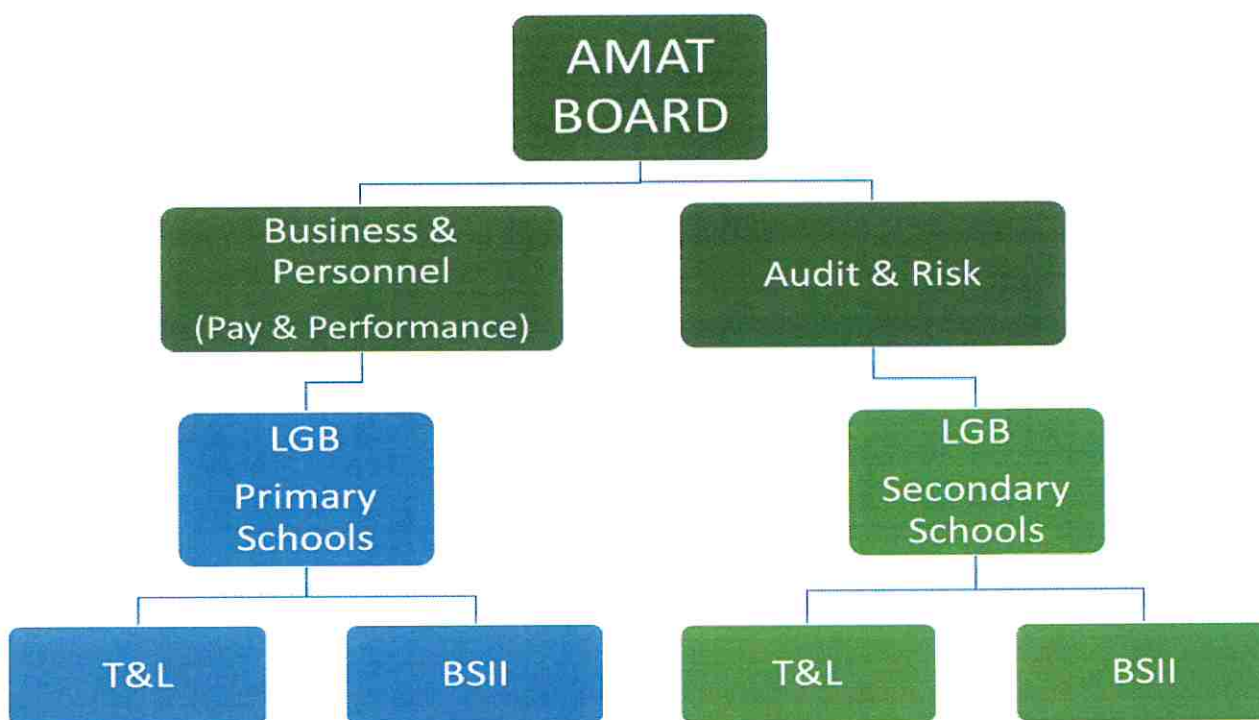 AMAT
BOARD
Business &
Personnel
(Pay & Performance)
Audit & Risk
LGB
Primary
Schools
LGB
Secondary
Schools
T&L
BSII
T&L
BSII